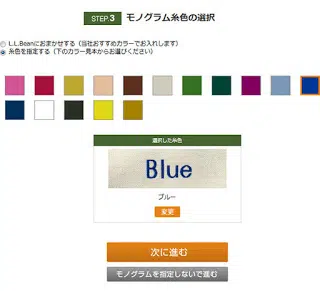 STEP.3 モノグラム糸色の選択
L.L.Beanにおまかせする（当社おすすめカラーでお入れします）
糸色を指定する（下のカラー見本からお選びください）
選択した糸色
Blue
ブルー
変更
次に進む
モノグラムを指定しないで進む